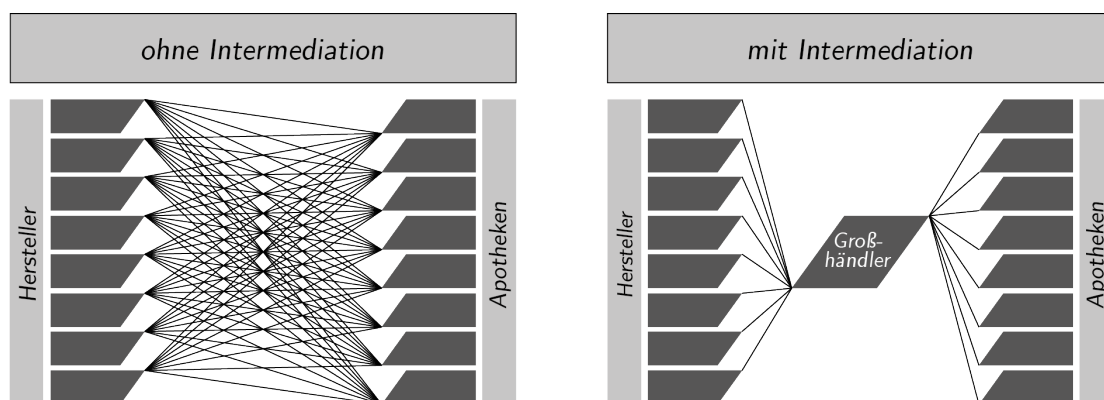 ohne Intermediation
Hersteller
Apotheken
mit Intermediation
Hersteller
Groß-
händler
Apotheken